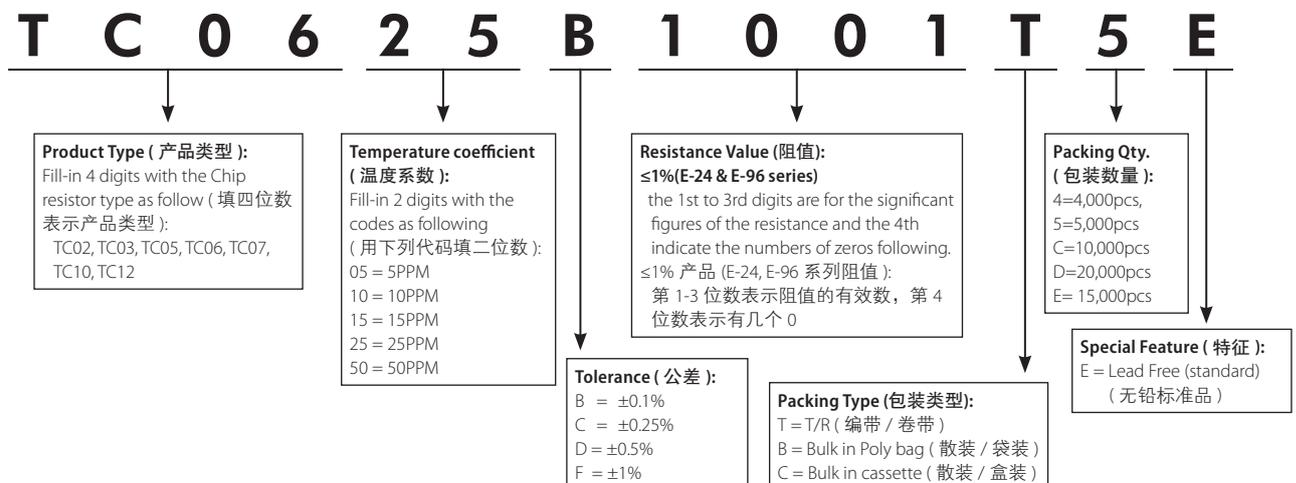 T C 0 6 2 5 B 1 0 0 1 T 5 E
Product Type ( 产品类型 ):
Fill-in 4 digits with the Chip
resistor type as follow ( 填四位数
表示产品类型 ):
TC02, TC03, TC05, TC06, TC07,
TC10, TC12
Temperature coefficient
( 温度系数 ):
Fill-in 2 digits with the
codes as following
( 用下列代码填二位数 ):
05 = 5PPM
10 = 10PPM
15 = 15PPM
25 = 25PPM
50 = 50PPM
Tolerance ( 公差 ):
B = ±0.1%
C = ±0.25%
D = ±0.5%
F = ±1%
Resistance Value (阻值):
≤1%(E-24 & E-96 series)
the 1st to 3rd digits are for the significant
figures of the resistance and the 4th
indicate the numbers of zeros following.
≤1% 产品 (E-24, E-96 系列阻值 ):
第 1-3 位数表示阻值的有效数，第 4
位数表示有几个 0
Packing Type (包装类型):
T = T/R ( 编带 / 卷带 )
B = Bulk in Poly bag ( 散装 / 袋装 )
C = Bulk in cassette ( 散装 / 盒装 )
Packing Qty.
( 包装数量 ):
4=4,000pcs,
5=5,000pcs
C=10,000pcs
D=20,000pcs
E= 15,000pcs
Special Feature ( 特征 ):
E = Lead Free (standard)
( 无铅标准品 )